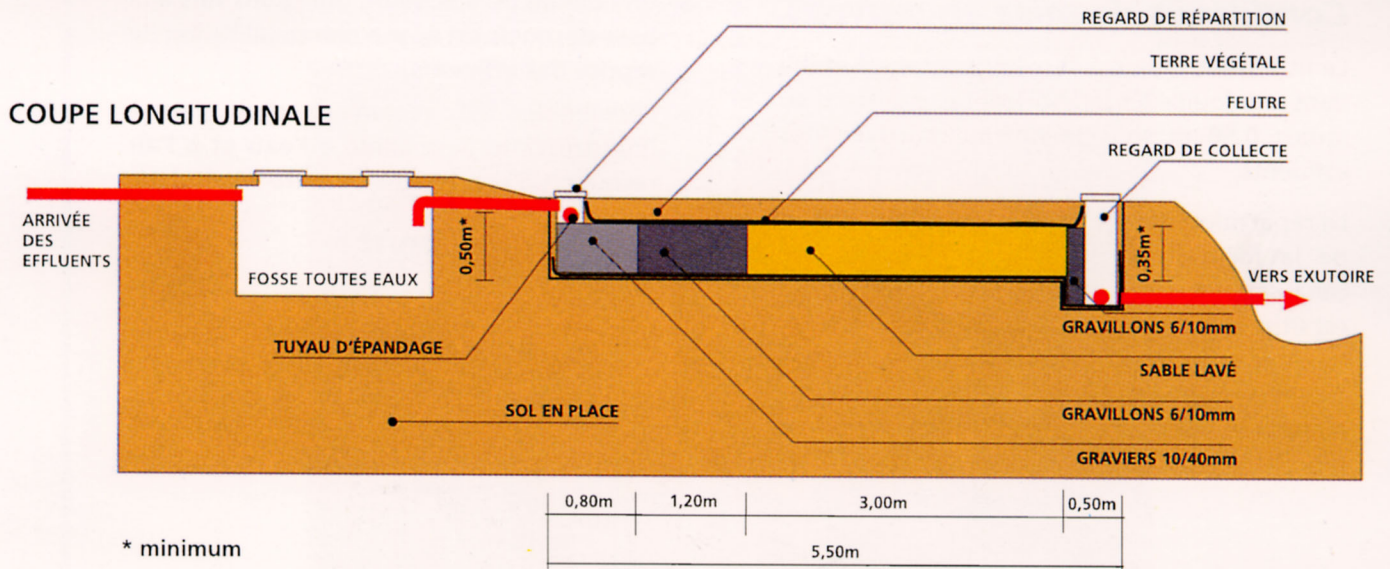 REGARD DE RÉPARTITION
TERRE VÉGÉTALE
FEUTRE
COUPE LONGITUDINALE
REGARD DE COLLECTE
ARRIVÉE
DES
EFFLUENTS
FOSSE TOUTES EAUX
0,50m*
0,35m*
VERS EXUTOIRE
GRAVILLONS 6/10mm
TUYAU D'ÉPANDAGE
SABLE LAVÉ
SOL EN PLACE
GRAVILLONS 6/10mm
GRAVIERS 10/40mm
0,80m
1,20m
3,00m
0,50m
* minimum
5,50m